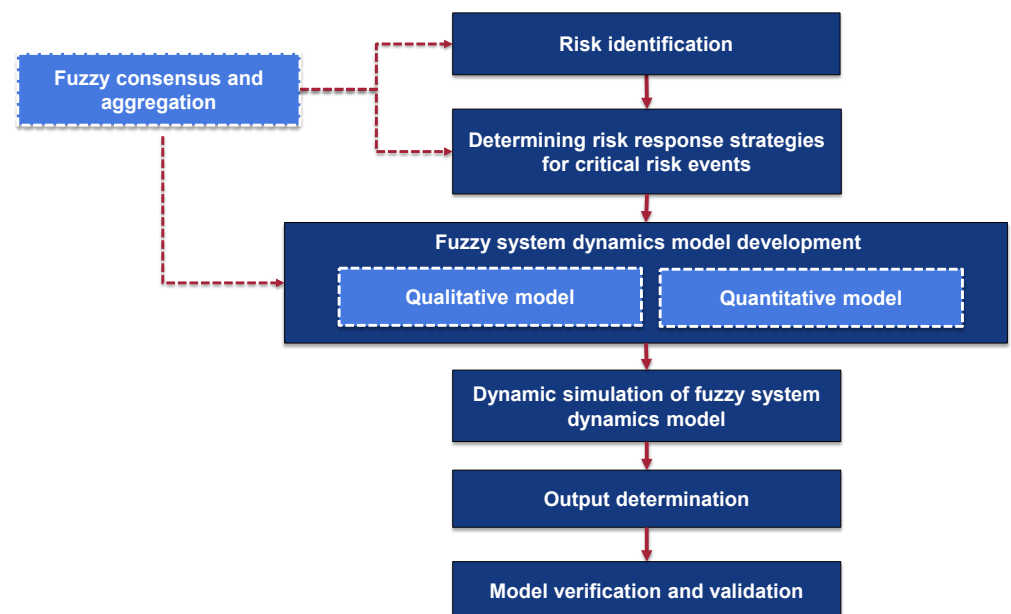 Risk identification
Fuzzy consensus and
aggregation
Determining risk response strategies
for critical risk events
Fuzzy system dynamics model development
Qualitative model
Quantitative model
Dynamic simulation of fuzzy system
dynamics model
Output determination
Model verification and validation